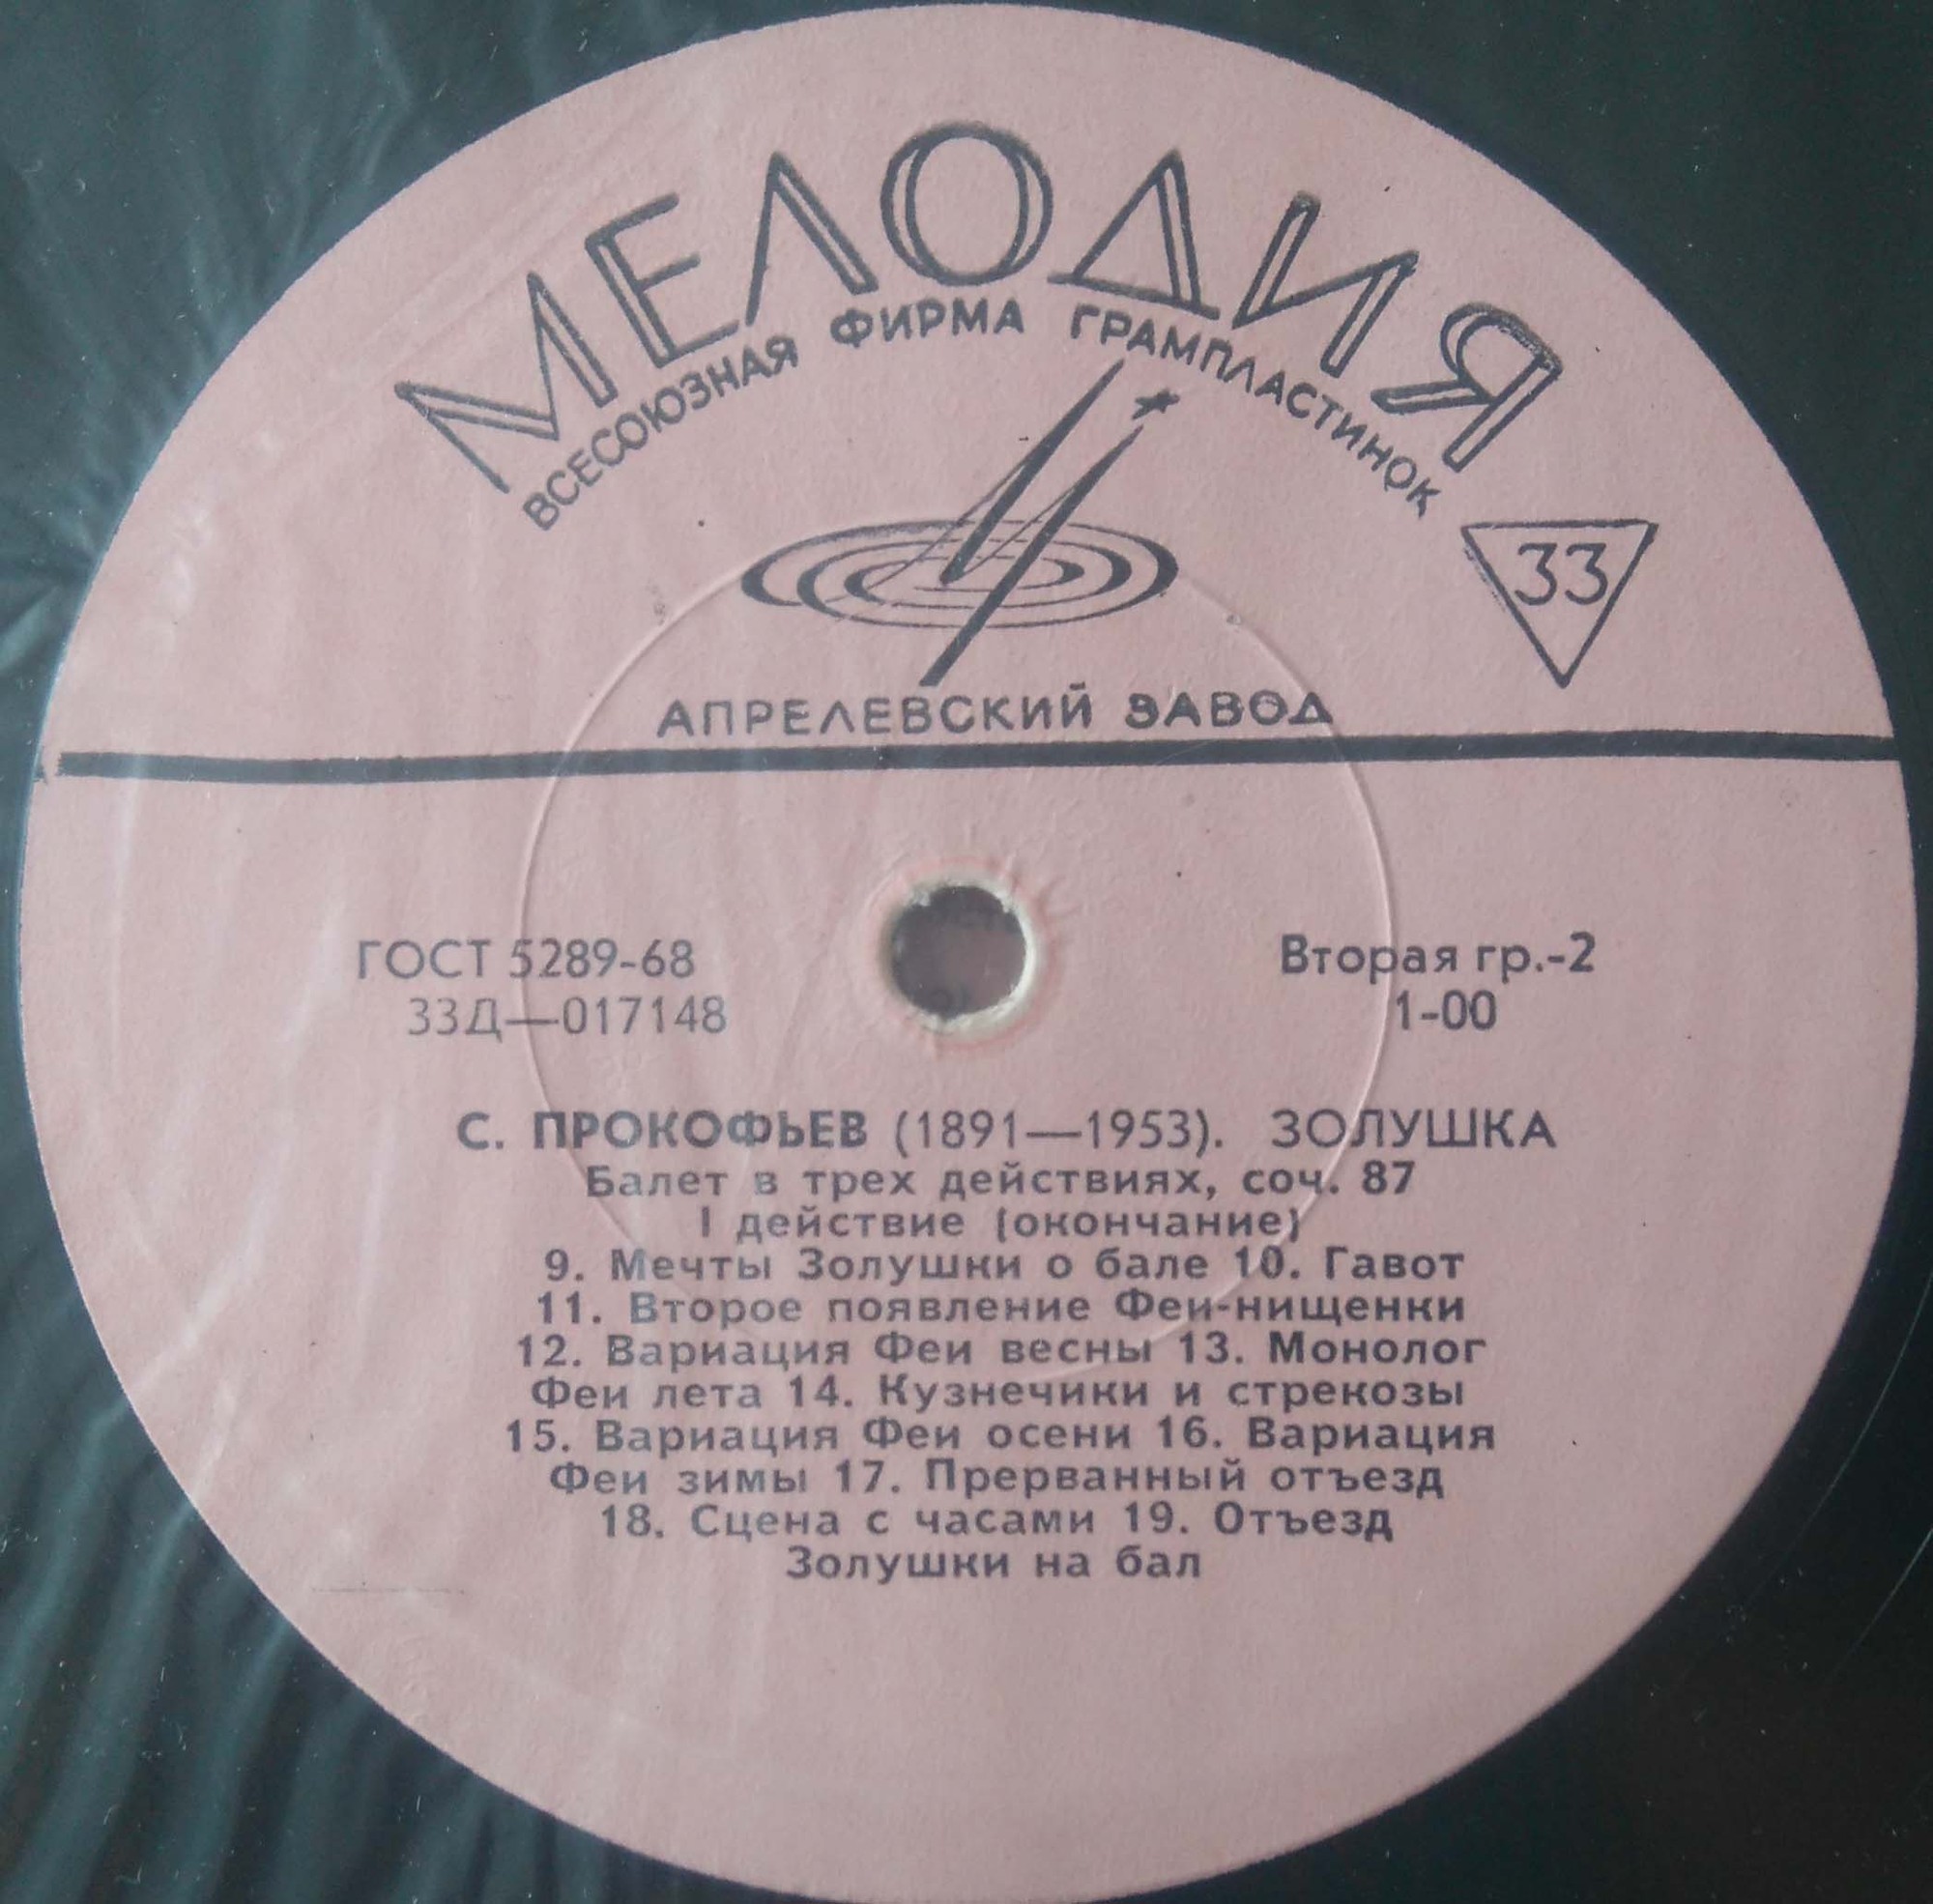 МЕЛОДИЯ
ВСЕСОЮЗНАЯ ФИРМА ГРАМПЛАСТИНОК
33
АПРЕЛЕВСКИЙ ЗАВОД
ГОСТ 5289-68
33Д—017148
Вторая гр.-2
1-00
С. ПРОКОФЬЕВ (1891—1953). ЗОЛУШКА
Балет в трех действиях, соч. 87
I действие (окончание)
9. Мечты Золушки о бале 10. Гавот
11. Второе появление Феи-нищенки
12. Вариация Феи весны 13. Монолог
Феи лета 14. Кузнечики и стрекозы
15. Вариация Феи осени 16. Вариация
Феи зимы 17. Прерванный отъезд
18. Сцена с часами 19. Отъезд
Золушки на бал